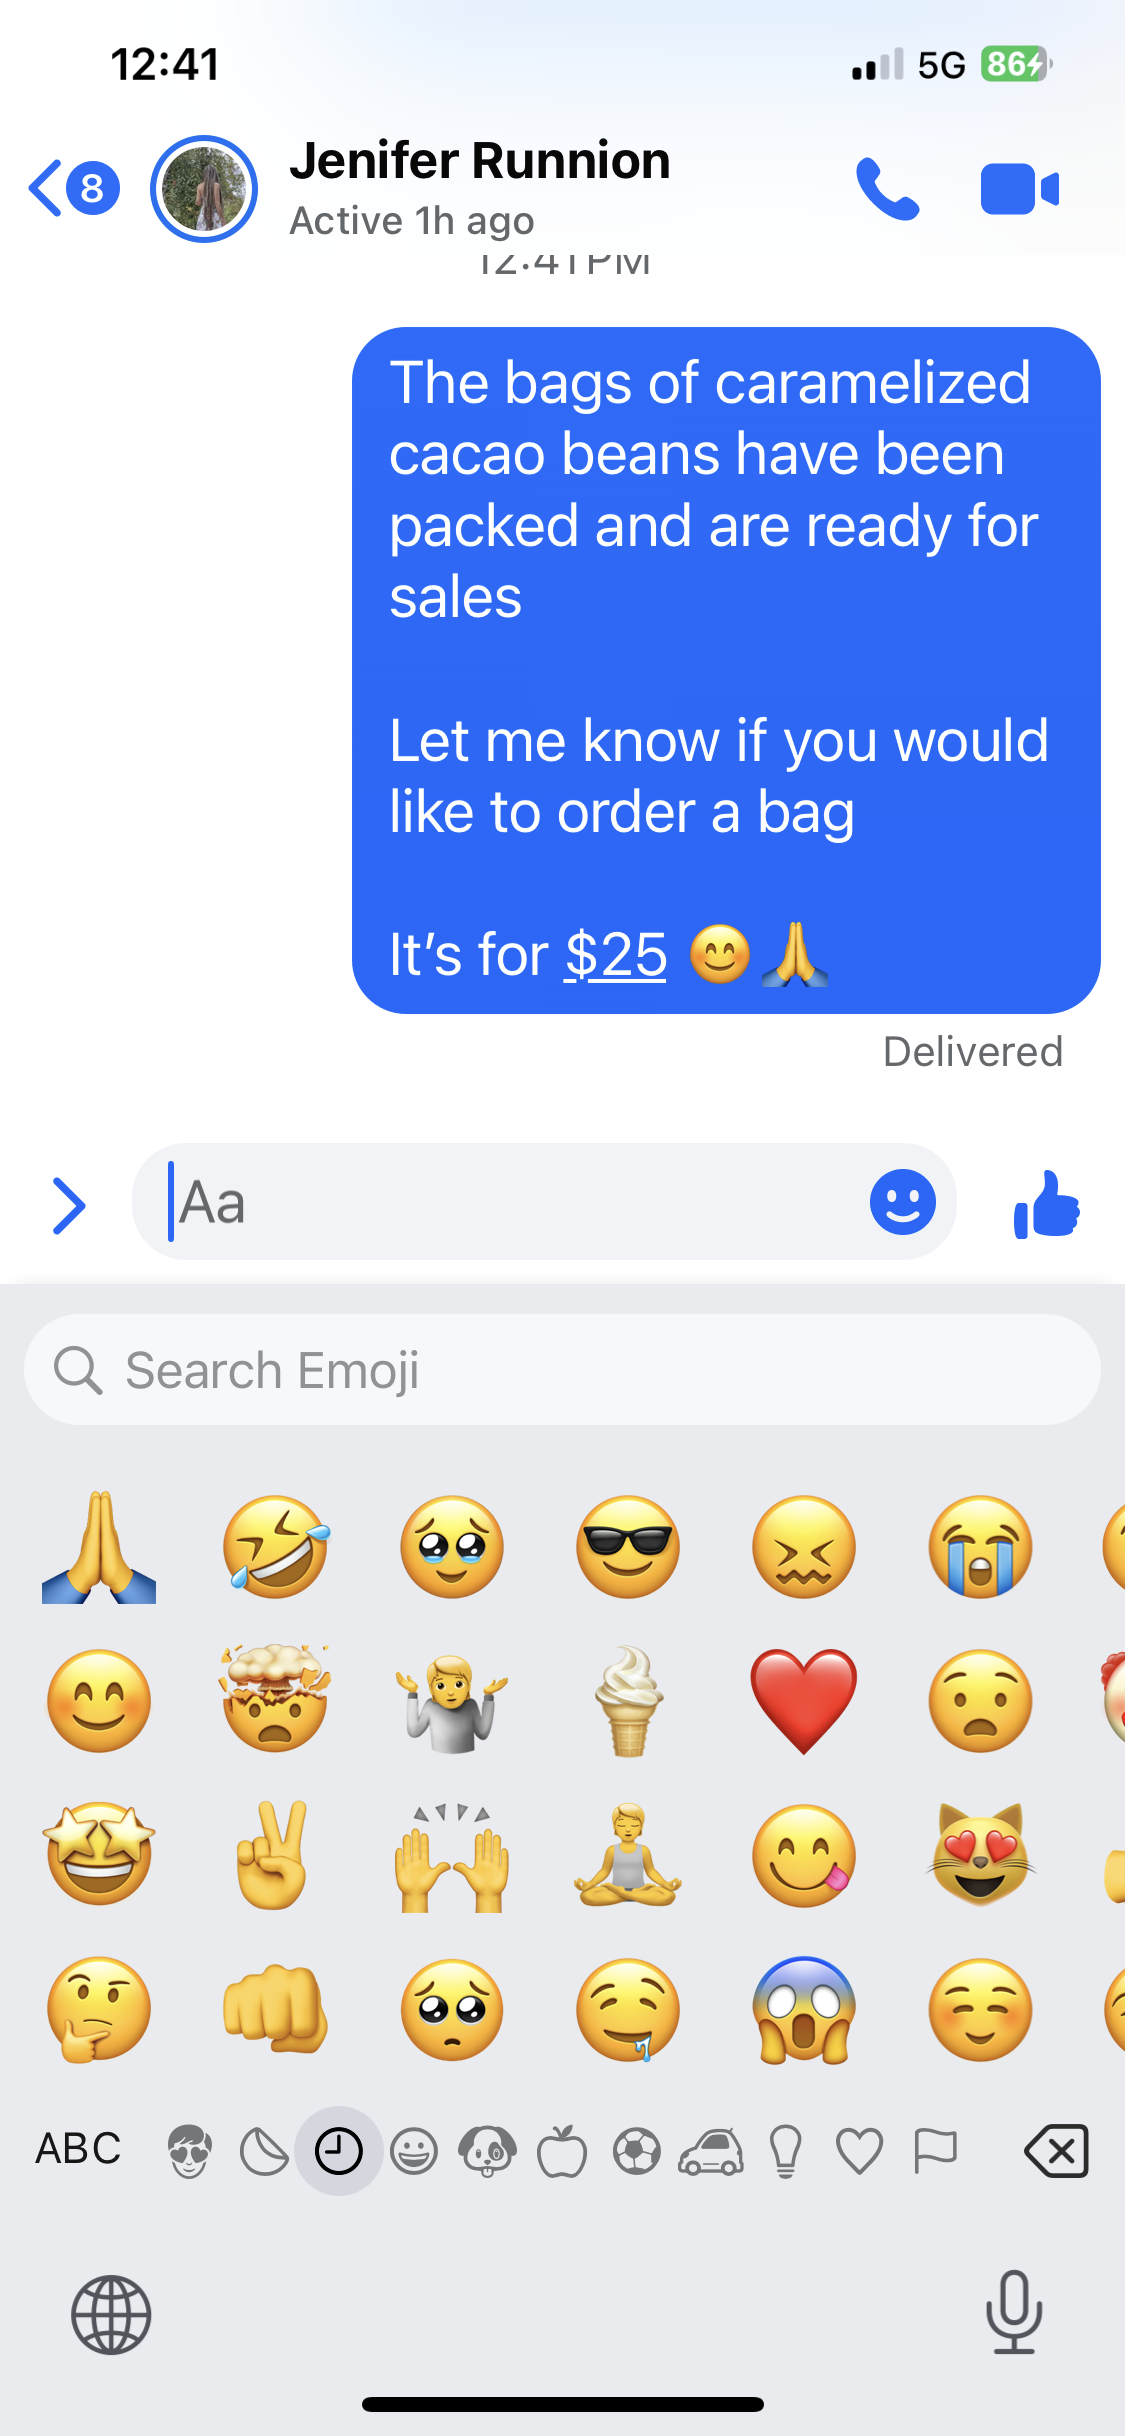 12:41
5G
86
8
Jenifer Runnion
Active 1h ago
12:41 PM
The bags of caramelized
cacao beans have been
packed and are ready for
sales
Let me know if you would
like to order a bag
It's for $25 😊🙏
Delivered
Aa
Search Emoji
ABC